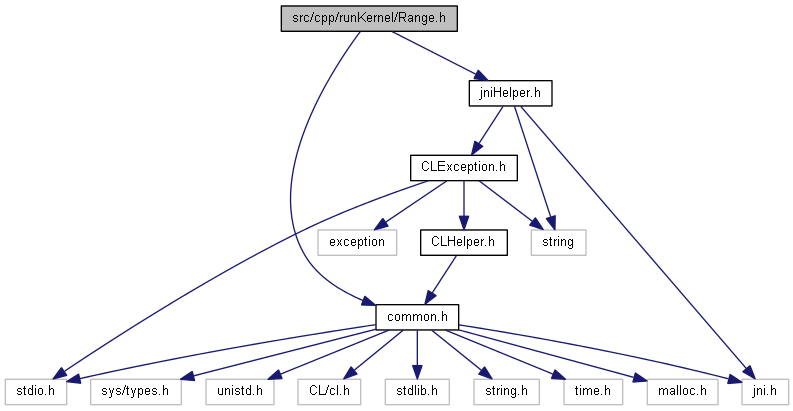 src/cpp/runKernel/Range.h
jniHelper.h
CLException.h
exception
CLHelper.h
string
common.h
stdio.h
sys/types.h
unistd.h
CL/cl.h
stdlib.h
string.h
time.h
malloc.h
jni.h